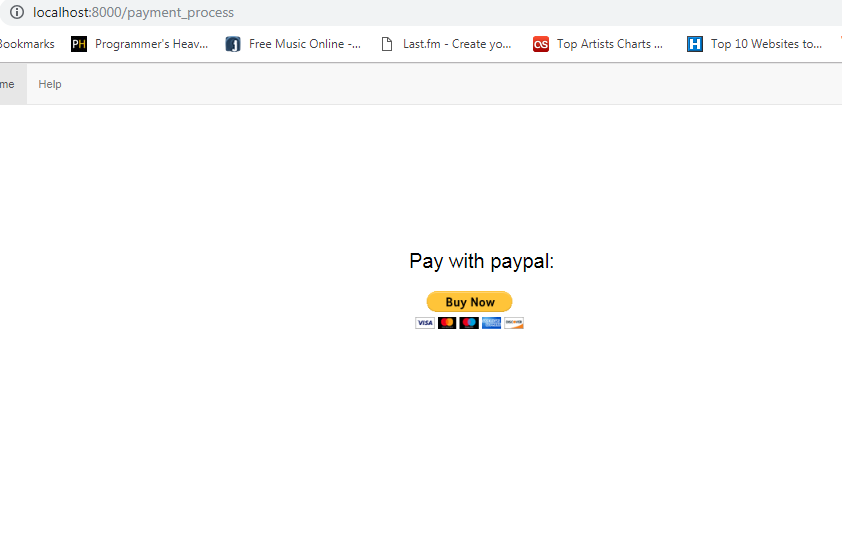 localhost:8000/payment_process
Bookmarks PH Programmer's Heav... Free Music Online -... Last.fm - Create yo... Top Artists Charts ... H Top 10 Websites to...
me Help
Pay with paypal:
Buy Now
VISA